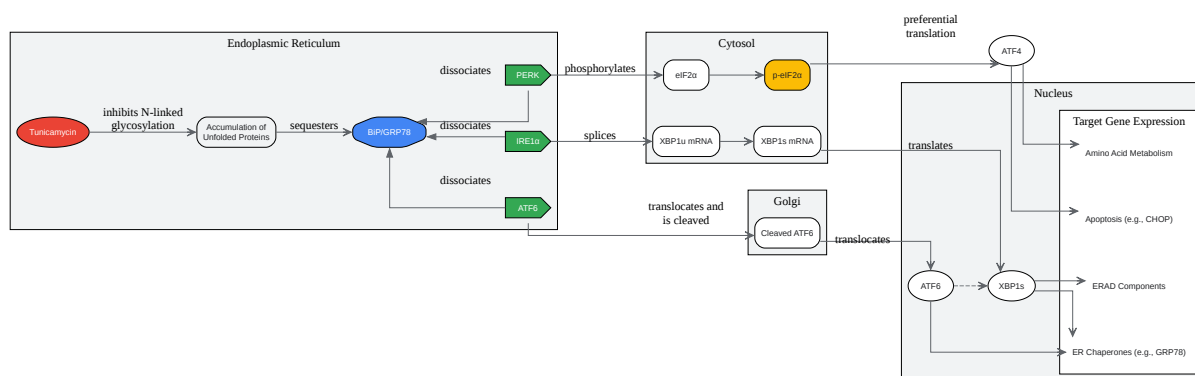 preferential
translation
Endoplasmic Reticulum
Cytosol
ATF4
dissociates
PERK
phosphorylates
eIF2α
p-eIF2α
Nucleus
Target Gene Expression
inhibits N-linked
glycosylation
Tunicamycin
Accumulation of
Unfolded Proteins
sequesters
BiP/GRP78
dissociates
IRE1α
splices
XBP1u mRNA
XBP1s mRNA
translates
Amino Acid Metabolism
dissociates
ATF6
translocates and
is cleaved
Golgi
Cleaved ATF6
translocates
Apoptosis (e.g., CHOP)
ATF6
XBP1s
ERAD Components
ER Chaperones (e.g., GRP78)